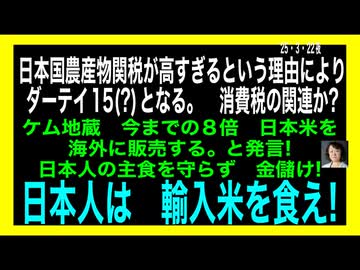 25・3・22夜
日本国農産物関税が高すぎるという理由により
ダーテイ15(?)となる。　消費税の関連か?
ケム地蔵　今までの８倍　日本米を
海外に販売する。と発言!
日本人の主食を守らず　金儲け!
日本人は　輸入米を食え!